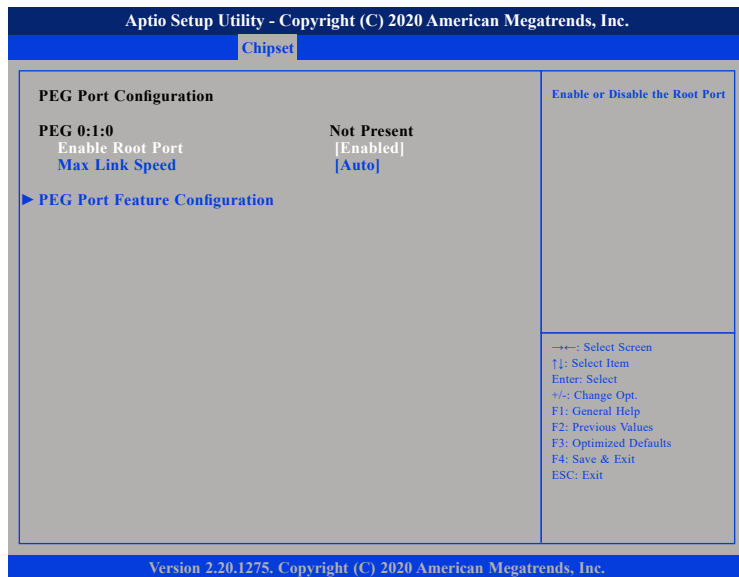 Aptio Setup Utility - Copyright (C) 2020 American Megatrends, Inc.
Chipset
PEG Port Configuration
PEG 0:1:0 Not Present
Enable Root Port [Enabled]
Max Link Speed [Auto]
► PEG Port Feature Configuration
Enable or Disable the Root Port
→←: Select Screen
↑↓: Select Item
Enter: Select
+/-: Change Opt.
F1: General Help
F2: Previous Values
F3: Optimized Defaults
F4: Save & Exit
ESC: Exit
Version 2.20.1275. Copyright (C) 2020 American Megatrends, Inc.